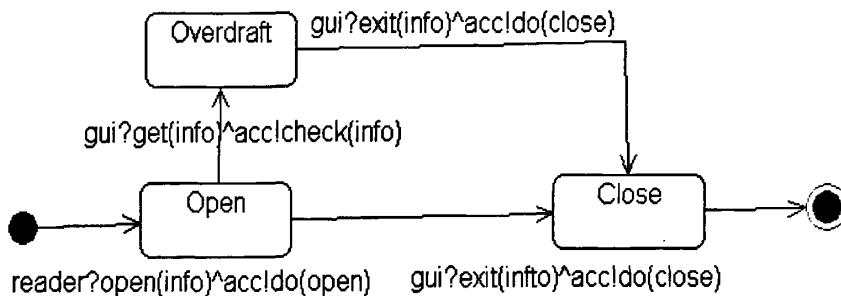 Overdraft
gui?exit(info)^acc!do(close)
gui?get(info)^acc!check(info)
Open
Close
reader?open(info)^acc!do(open)
gui?exit(infto)^acc!do(close)